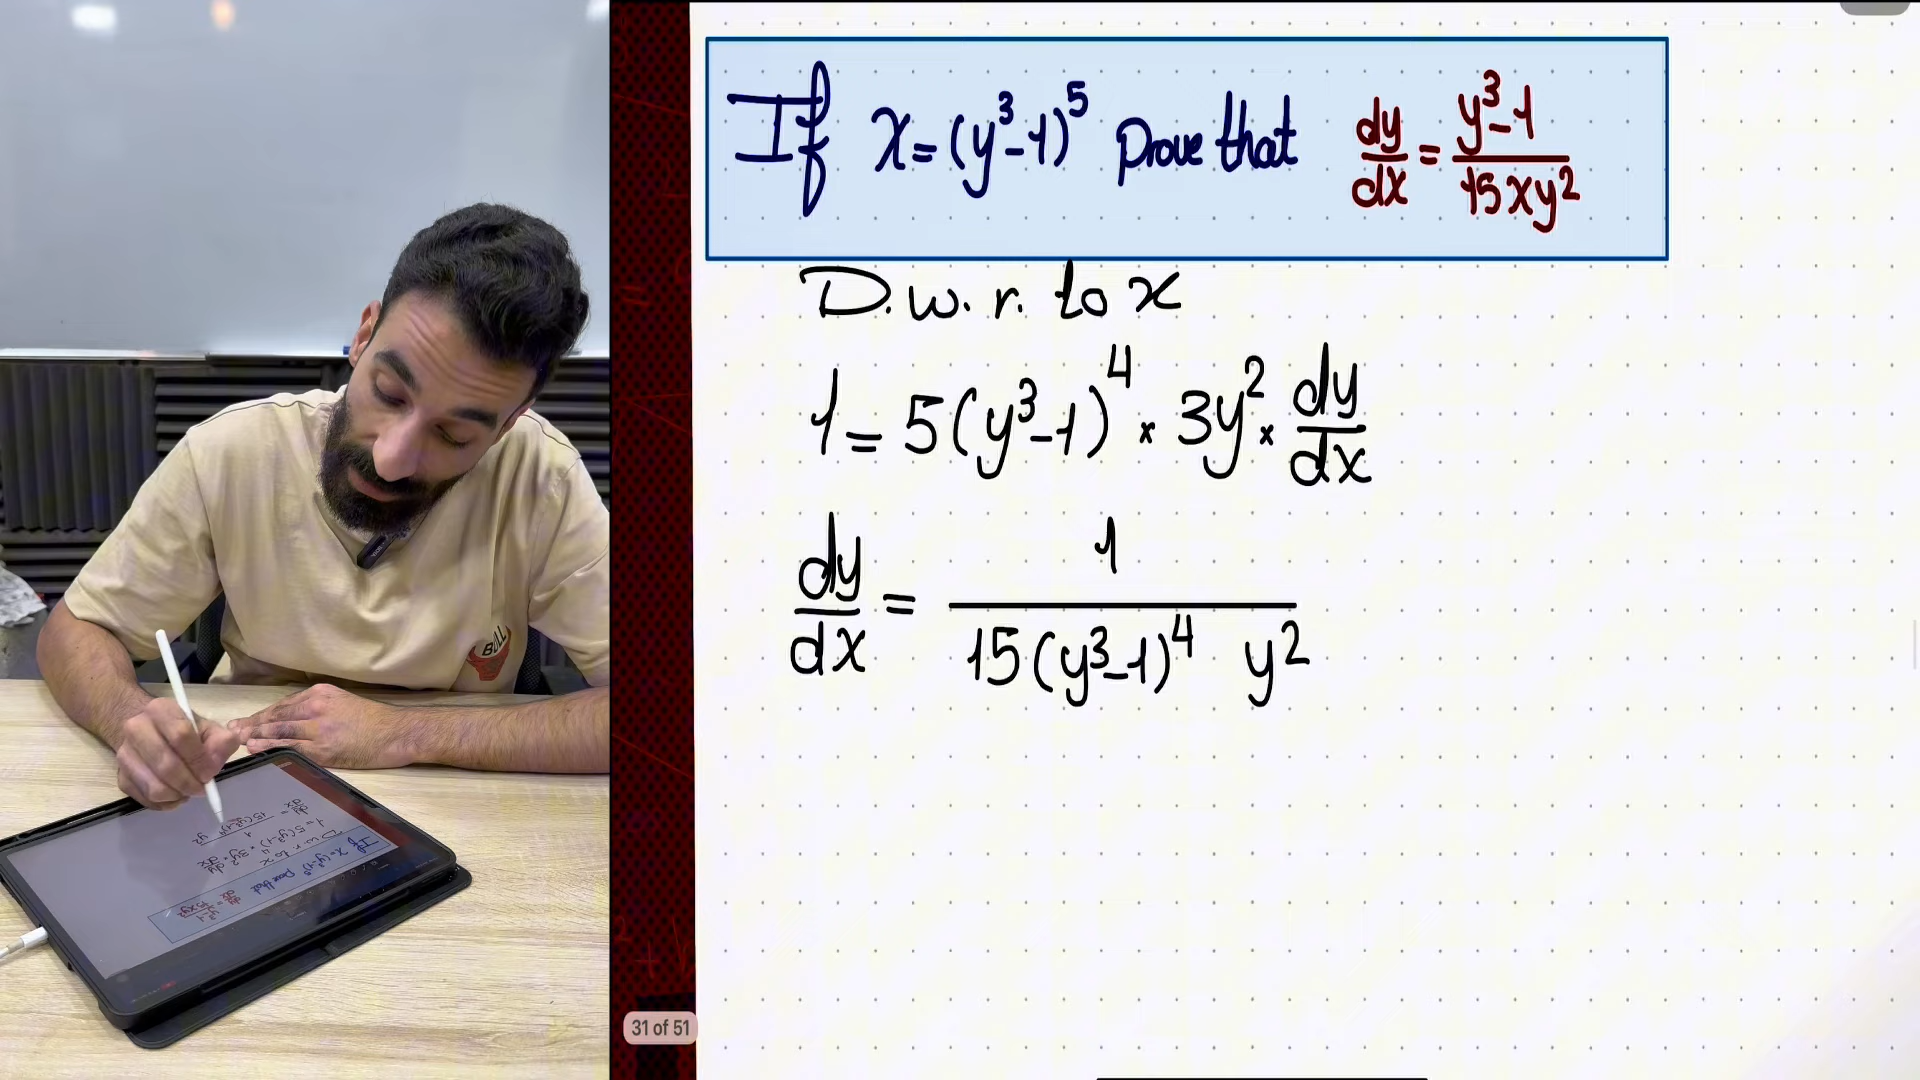 If x = (y³-1)⁵ prove that dy/dx = y³-1/15xy²
D.w.r. to x
1 = 5(y³-1)⁴ × 3y² × dy/dx
dy/dx = 1/15(y³-1)⁴ y²
BULL
31 of 51